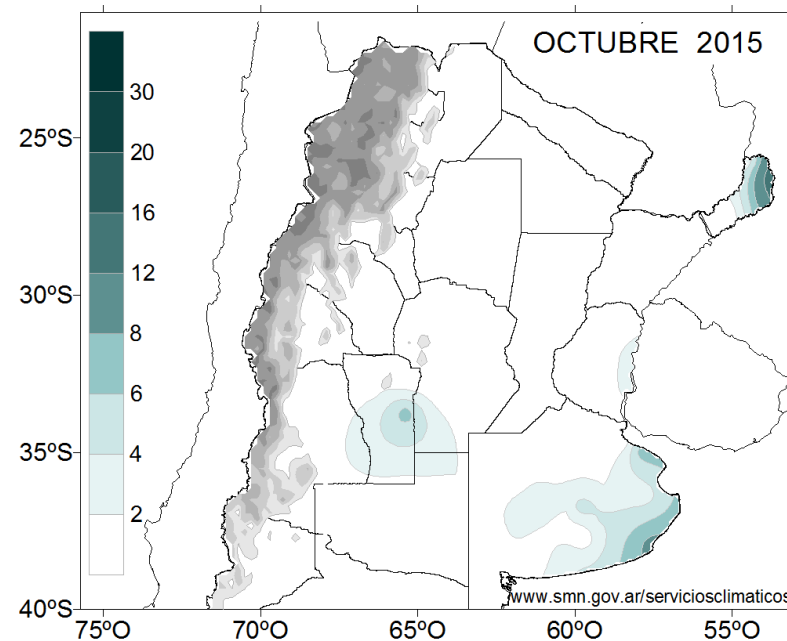 OCTUBRE 2015
30
20
16
12
8
6
4
2
25ºS
30ºS
35ºS
40ºS
75ºO
70ºO
65ºO
60ºO
55ºO
www.smn.gov.ar/serviciosclimaticos